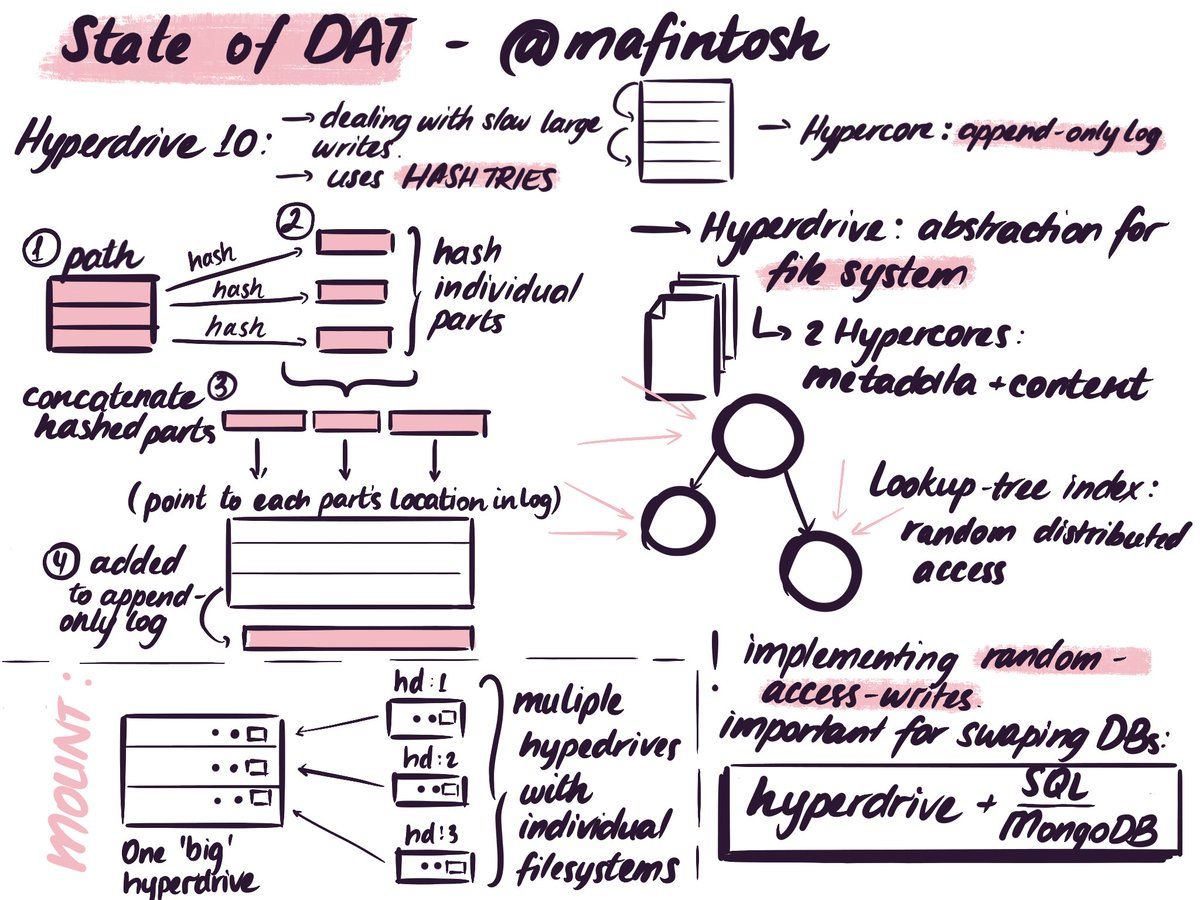 State of DAT - @mafintosh
Hyperdrive 10:
→ dealing with slow large
writes.
→ uses HASH TRIES
→ Hypercore: append-only log
① path
hash
hash
hash
②
hash
individual
parts
concatenate ③
hashed parts
(point to each part's location in log)
④ added
to append-
only log
→ Hyperdrive: abstraction for
file system
↳ 2 Hypercores:
metadata + content
Lookup-tree index:
random distributed
access
! implementing random-
access-writes.
important for swaping DBs:
hyperdrive + SQL
MongoDB
MOUNT:
One 'big'
hyperdrive
hd:1
hd:2
hd:3
muliple
hypedrives
with
individual
filesystems